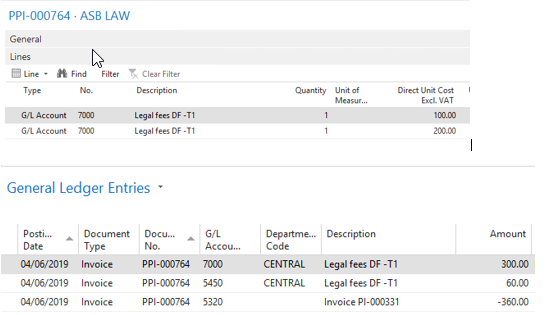 PPI-000764 · ASB LAW
General
Lines
Line Find Filter Clear Filter
Type No. Description Quantity Unit of Measur... Direct Unit Cost Excl. VAT
G/L Account 7000 Legal fees DF -T1 1 100.00
G/L Account 7000 Legal fees DF -T1 1 200.00
General Ledger Entries
Posti... Date Document Type Docu... No. G/L Accou... Departme... Code Description Amount
04/06/2019 Invoice PPI-000764 7000 CENTRAL Legal fees DF -T1 300.00
04/06/2019 Invoice PPI-000764 5450 CENTRAL Legal fees DF -T1 60.00
04/06/2019 Invoice PPI-000764 5320 Invoice PI-000331 -360.00